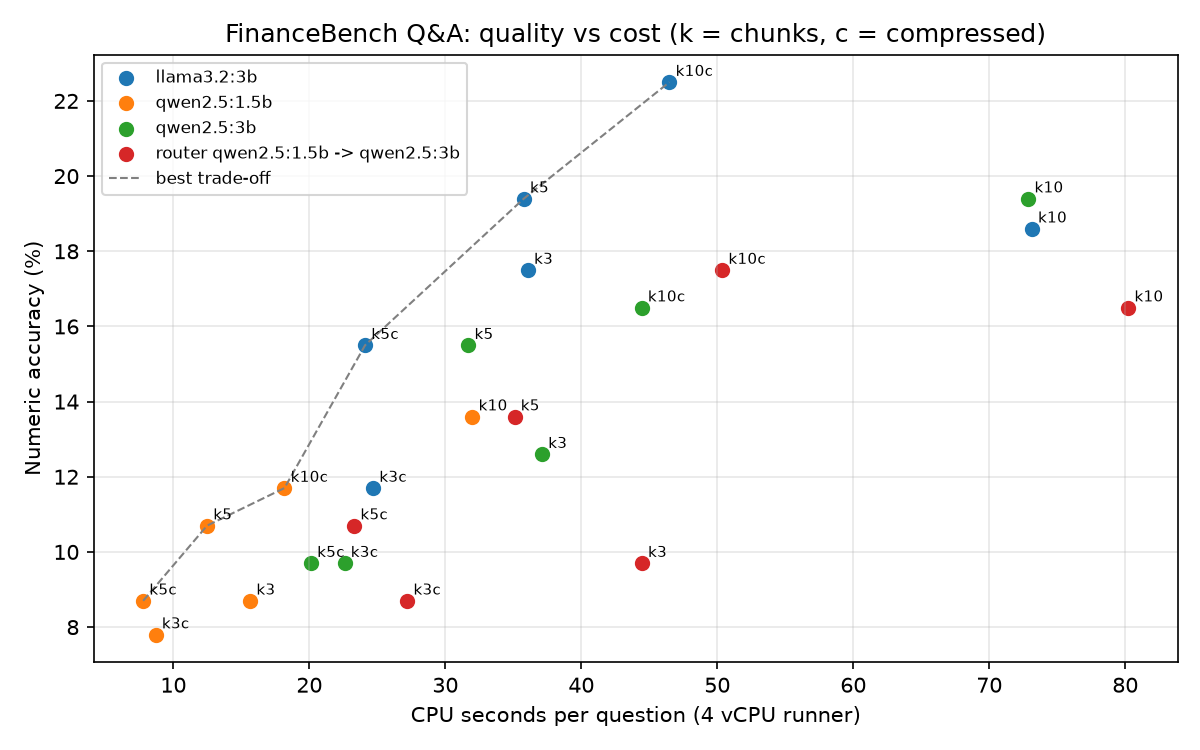 FinanceBench Q&A: quality vs cost (k = chunks, c = compressed)
llama3.2:3b
qwen2.5:1.5b
qwen2.5:3b
router qwen2.5:1.5b -> qwen2.5:3b
best trade-off
k10c
k5
k10
k10
k3
k10c
k10c
k10
k5c
k5
k10
k5
k3
k10c
k3c
k5
k5c
k5c
k3c
k3
k5c
k3
k3c
k3c
22
20
18
16
14
12
10
8
Numeric accuracy (%)
10
20
30
40
50
60
70
80
CPU seconds per question (4 vCPU runner)